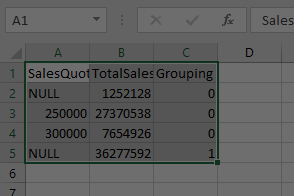 A1 fx Sales
A B C D
1 SalesQuot TotalSales Grouping
2 NULL 1252128 0
3 250000 27370538 0
4 300000 7654926 0
5 NULL 36277592 1
6